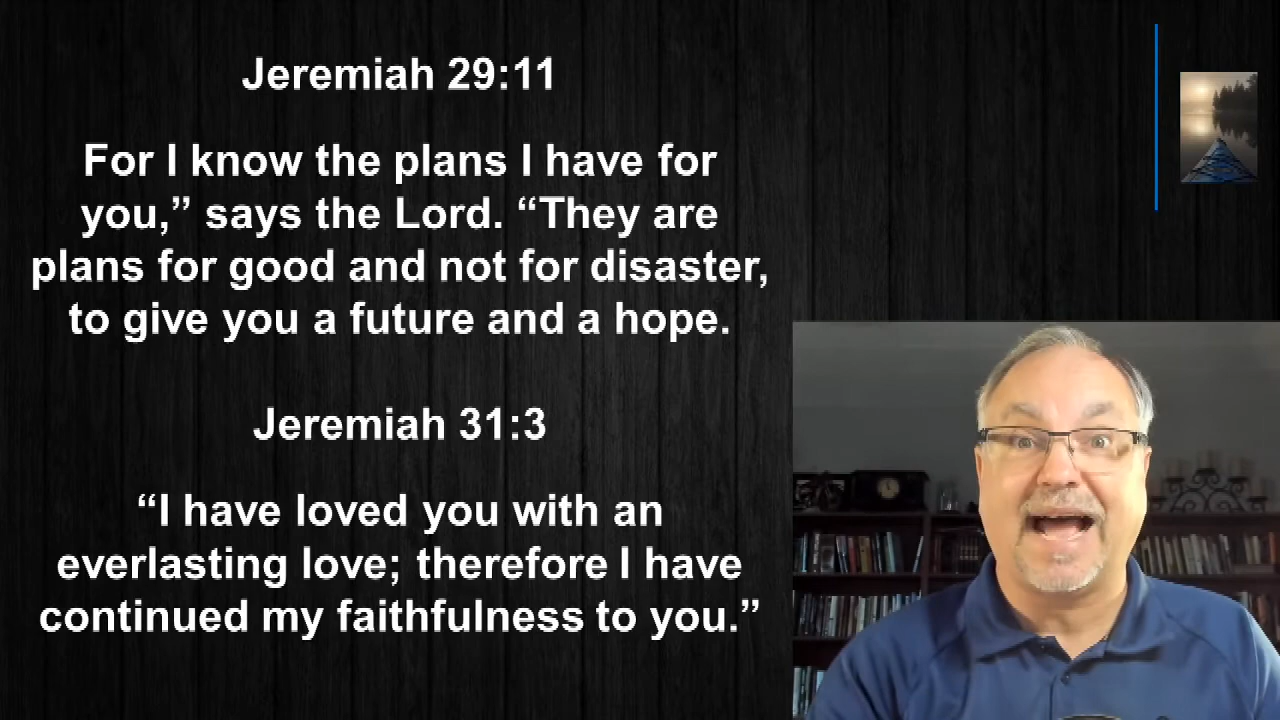 Jeremiah 29:11
For I know the plans I have for
you,” says the Lord. “They are
plans for good and not for disaster,
to give you a future and a hope.
Jeremiah 31:3
“I have loved you with an
everlasting love; therefore I have
continued my faithfulness to you.”